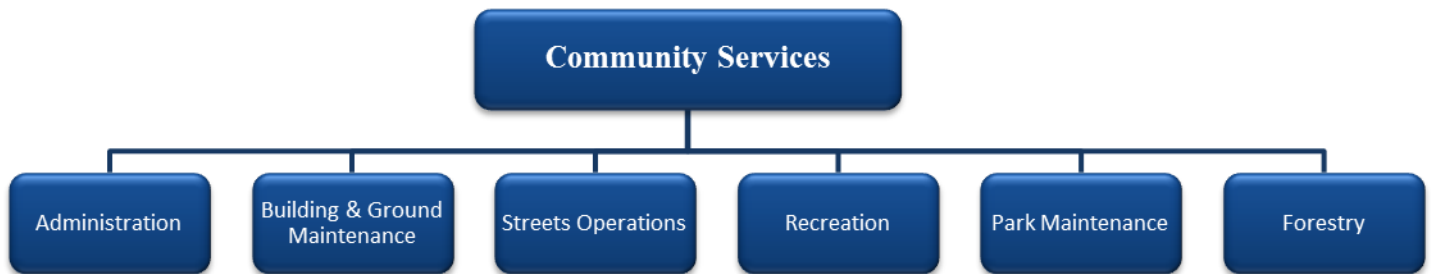 Community Services
Administration
Building & Ground
Maintenance
Streets Operations
Recreation
Park Maintenance
Forestry